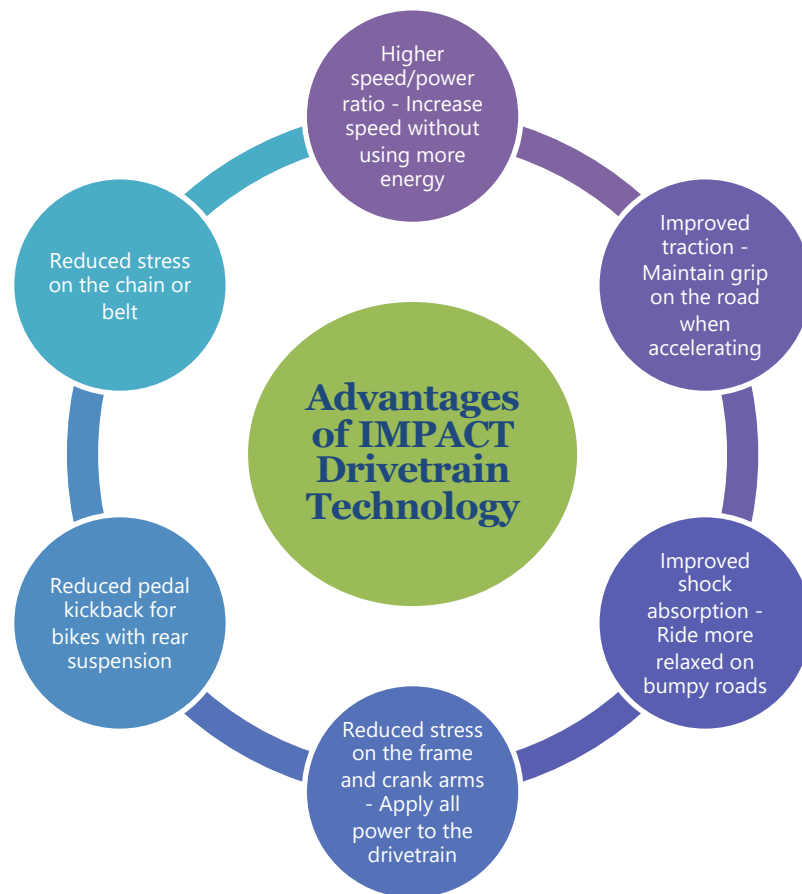 Higher
speed/power
ratio - Increase
speed without
using more
energy
Improved
traction -
Maintain grip
on the road
when
accelerating
Improved
shock
absorption -
Ride more
relaxed on
bumpy roads
Reduced stress
on the frame
and crank arms
- Apply all
power to the
drivetrain
Reduced pedal
kickback for
bikes with rear
suspension
Reduced stress
on the chain or
belt
Advantages
of IMPACT
Drivetrain
Technology